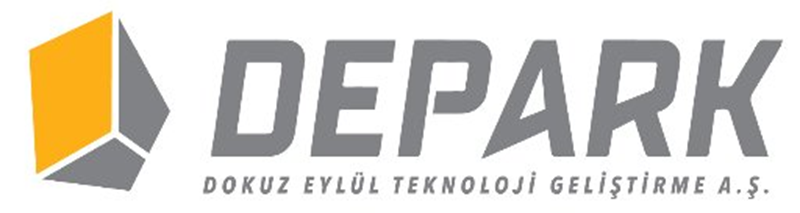 DEPARK
DOKUZ EYLÜL TEKNOLOJİ GELİŞTİRME A.Ş.